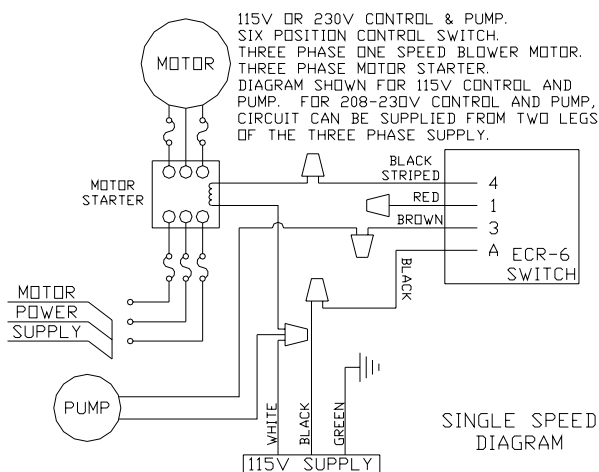 115V OR 230V CONTROL & PUMP.
SIX POSITION CONTROL SWITCH.
THREE PHASE ONE SPEED BLOWER MOTOR.
THREE PHASE MOTOR STARTER.
DIAGRAM SHOWN FOR 115V CONTROL AND
PUMP. FOR 208-230V CONTROL AND PUMP,
CIRCUIT CAN BE SUPPLIED FROM TWO LEGS
OF THE THREE PHASE SUPPLY.
MOTOR
BLACK
STRIPED
4
MOTOR
STARTER
RED
1
BROWN
3
A
ECR-6
SWITCH
BLACK
MOTOR
POWER
SUPPLY
PUMP
WHITE
BLACK
GREEN
SINGLE SPEED
DIAGRAM
115V SUPPLY